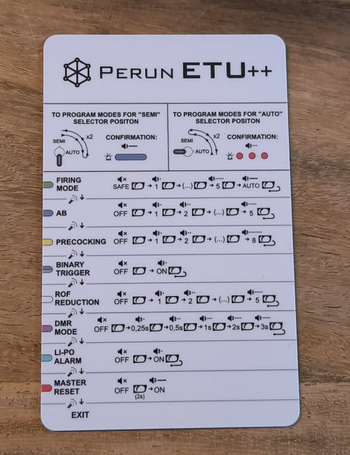 PERUN ETU++
TO PROGRAM MODES FOR "SEMI" SELECTOR POSITON
SEMI AUTO x2 CONFIRMATION:
TO PROGRAM MODES FOR "AUTO" SELECTOR POSITON
SEMI AUTO x2 CONFIRMATION:
FIRING MODE SAFE 1 (...) 5 AUTO
AB OFF 1 2 (...) 5
PRECOCKING OFF 1 2 (...) 8
BINARY TRIGGER OFF ON
ROF REDUCTION OFF 1 2 (...) 5
DMR MODE OFF 0,25s 0,5s 1s 2s 3s
LI-PO ALARM OFF ON
MASTER RESET OFF (2s) ON
EXIT